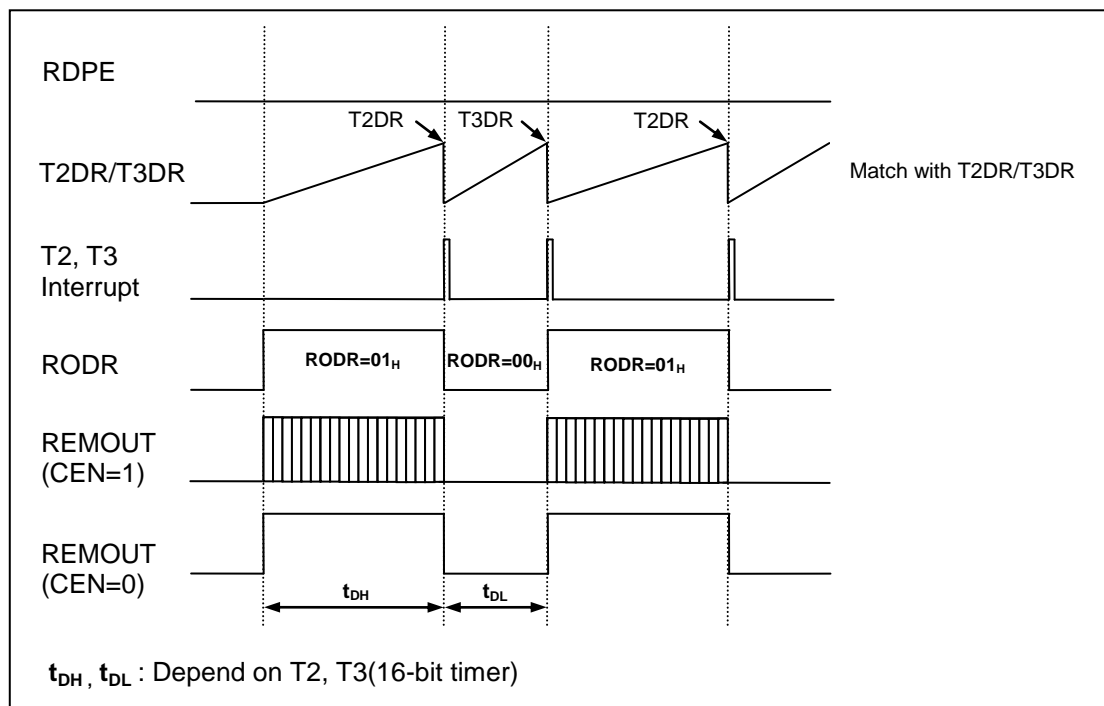 RDPE
T2DR T3DR T2DR
T2DR/T3DR
Match with T2DR/T3DR
T2, T3
Interrupt
RODR
RODR=01H RODR=00H RODR=01H
REMOUT
(CEN=1)
REMOUT
(CEN=0)
tDH tDL
tDH , tDL : Depend on T2, T3(16-bit timer)